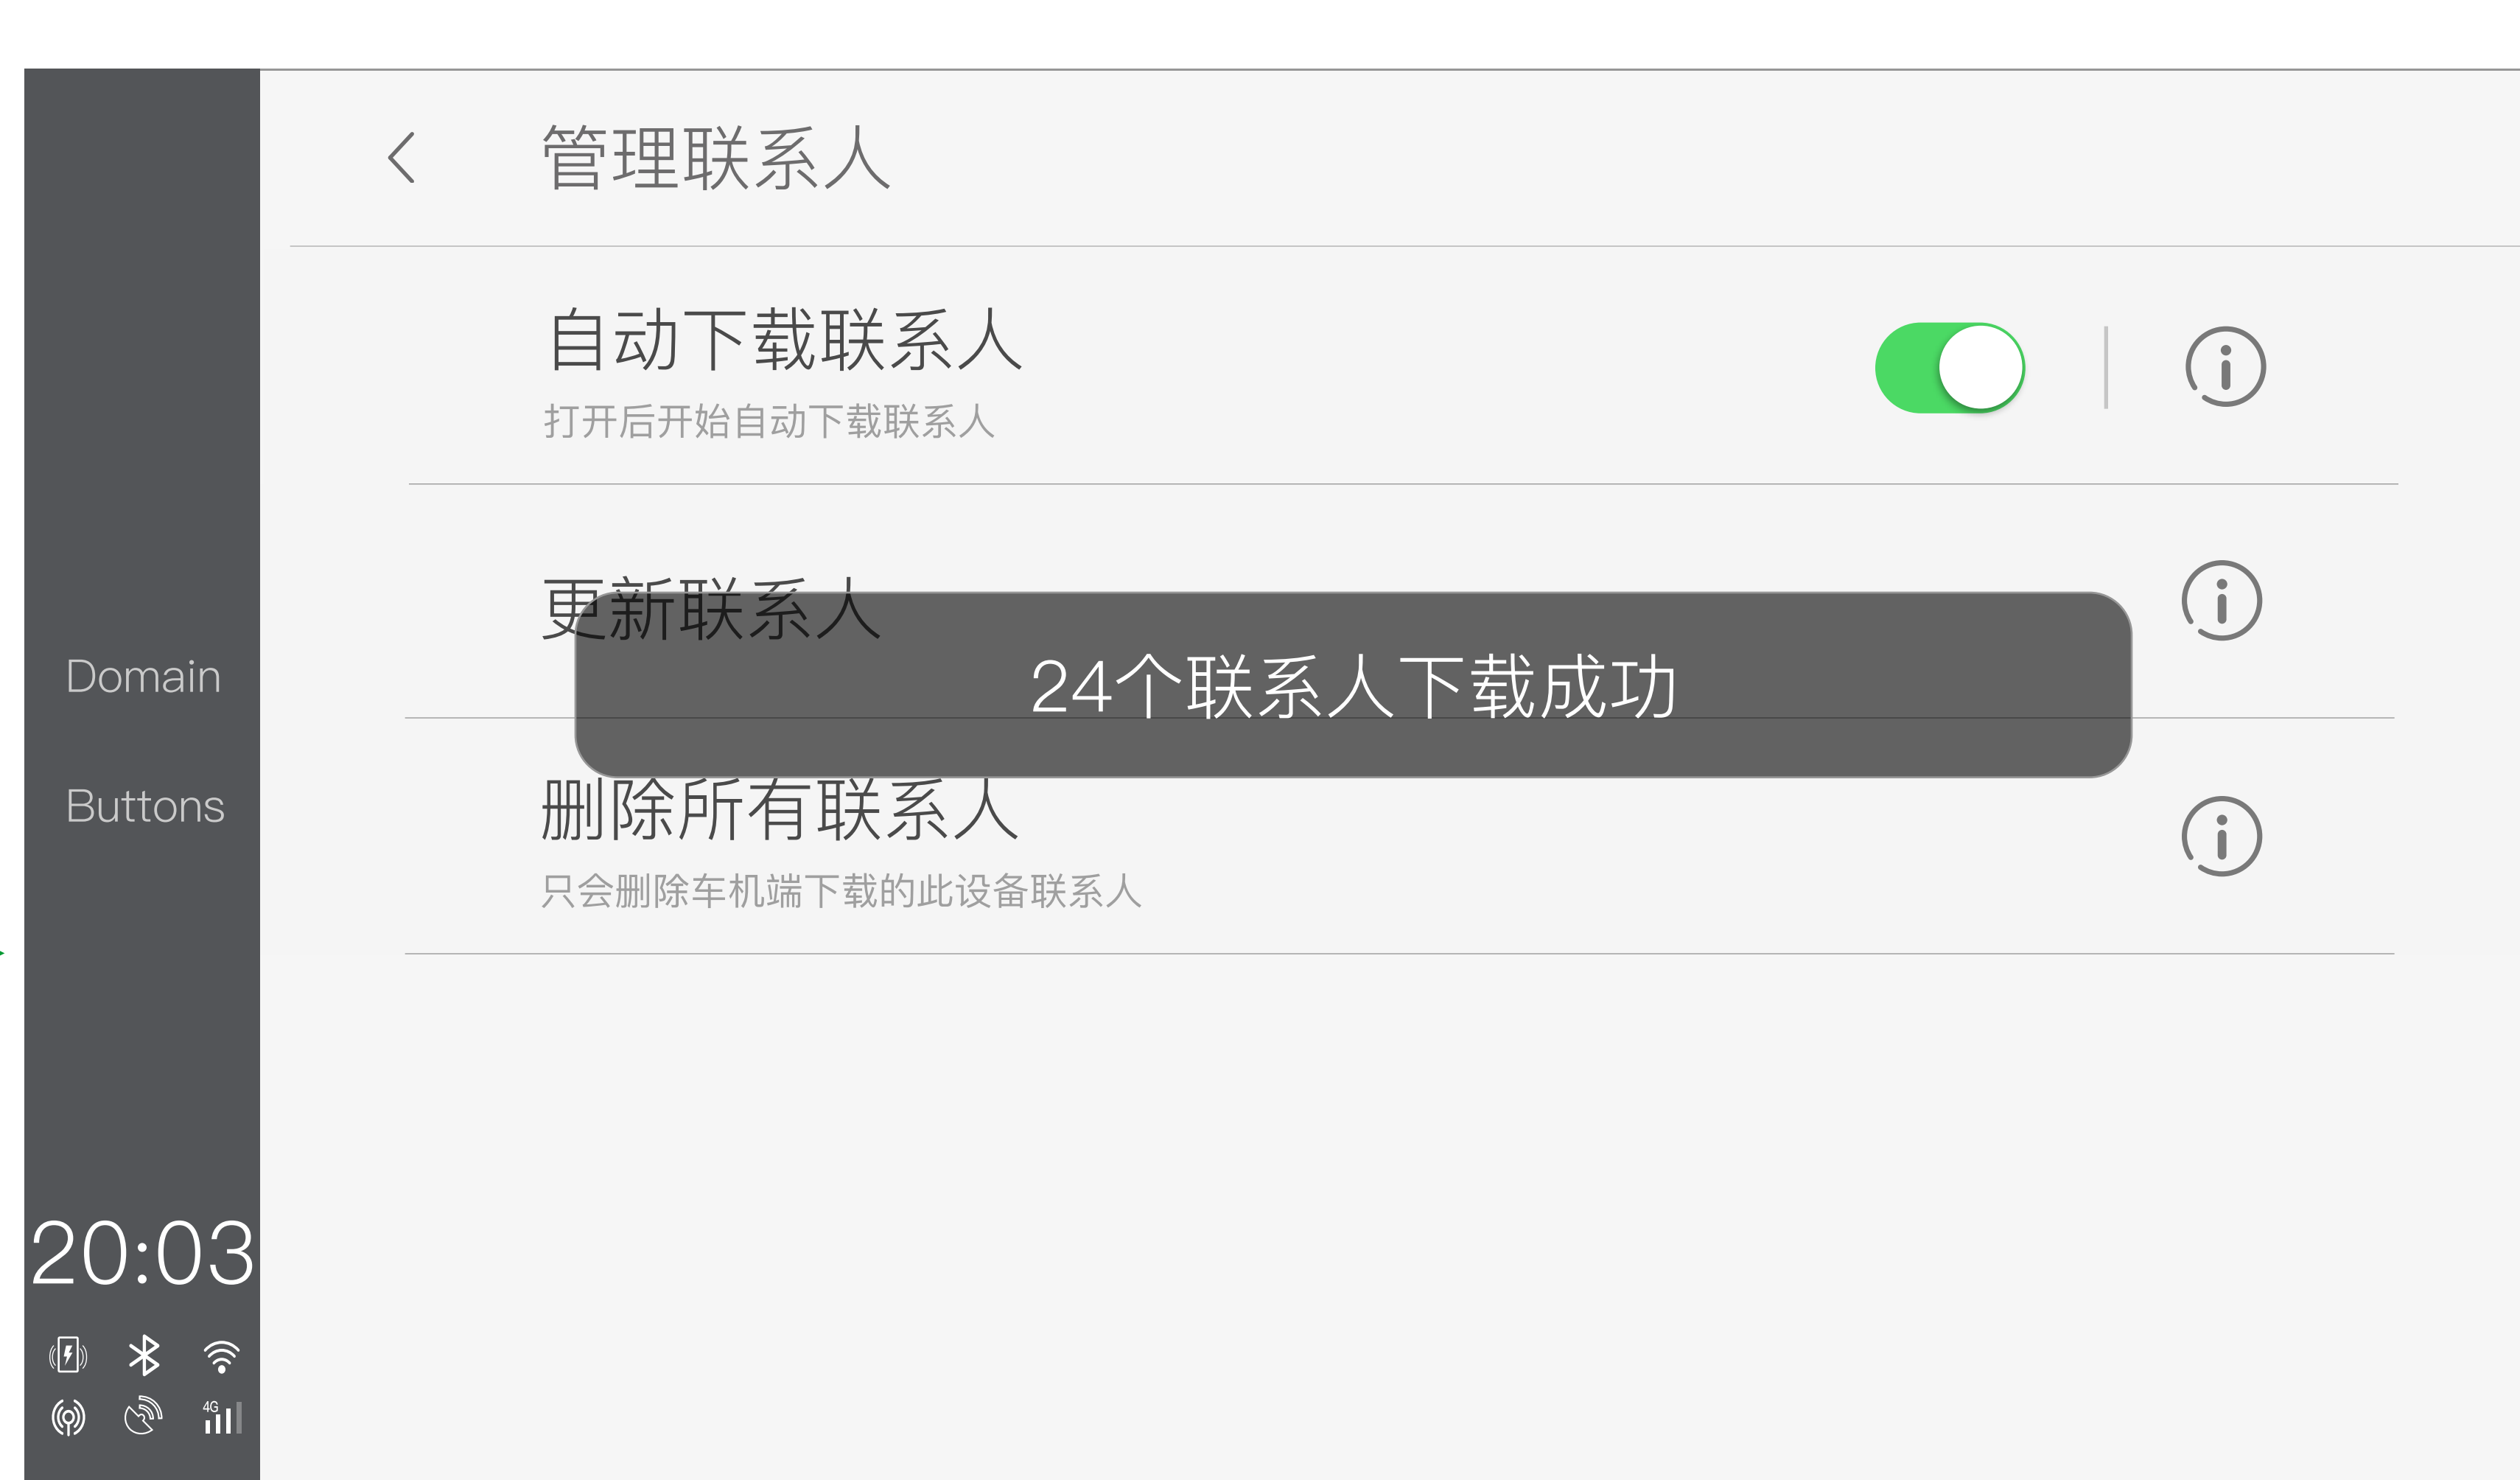 管理联系人
自动下载联系人
打开后开始自动下载联系人
更新联系人
24个联系人下载成功
删除所有联系人
只会删除车机端下载的此设备联系人
Domain
Buttons
20:03
4G